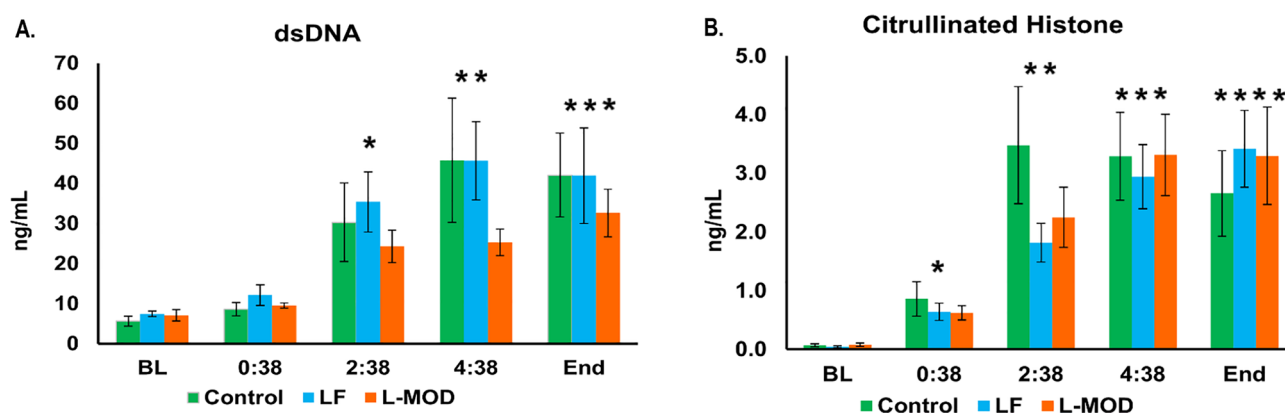 A.
dsDNA
ng/mL
70
60
50
40
30
20
10
0
*
* *
* * *
BL 0:38 2:38 4:38 End
Control LF L-MOD
B.
Citrullinated Histone
ng/mL
5.0
4.0
3.0
2.0
1.0
0.0
*
* *
* * *
* * * *
BL 0:38 2:38 4:38 End
Control LF L-MOD